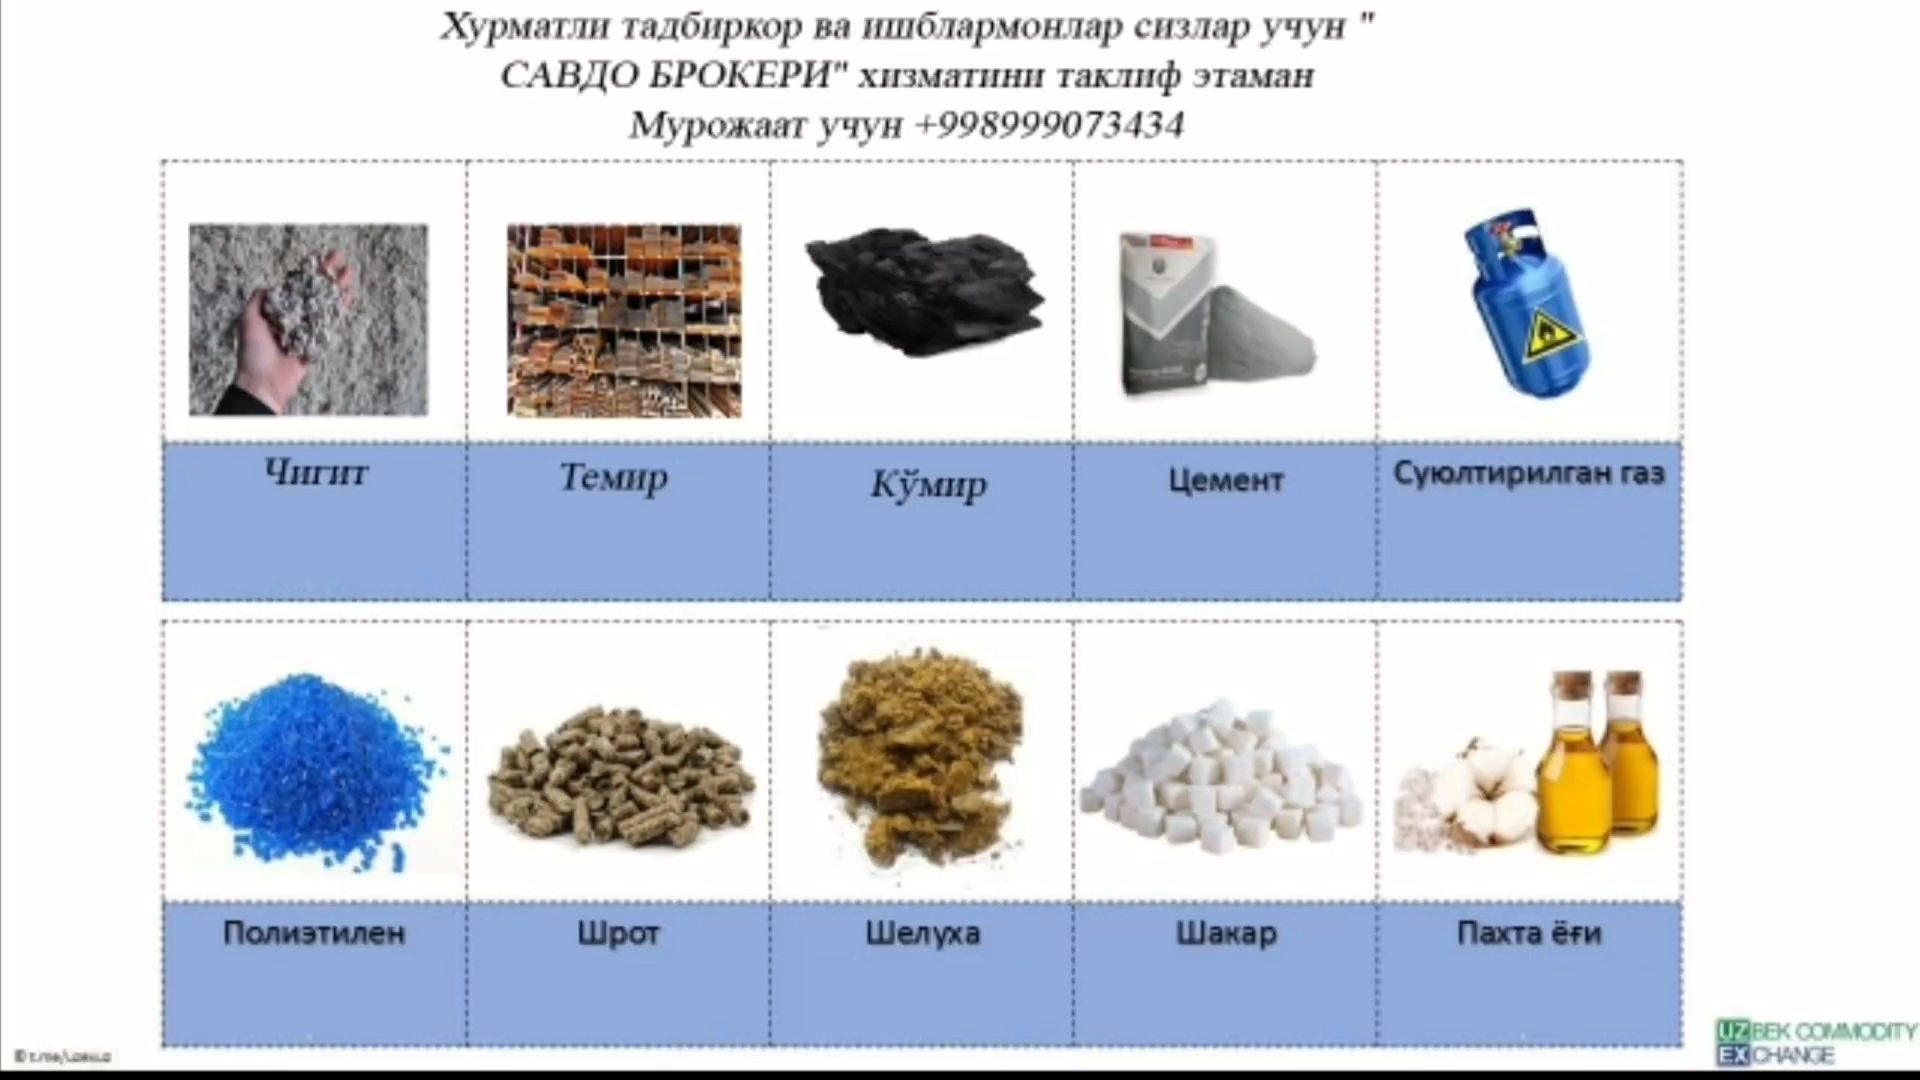 Хурматли тадбиркор ва ишблармонлар сизлар учун "
САВДО БРОКЕРИ" хизматини таклиф этаман
Мурожаат учун +998999073434
Чигит
Темир
Кўмир
Цемент
Суюлтирилган газ
Полиэтилен
Шрот
Шелуха
Шакар
Пахта ёғи
UZBEK COMMODITY
EXCHANGE